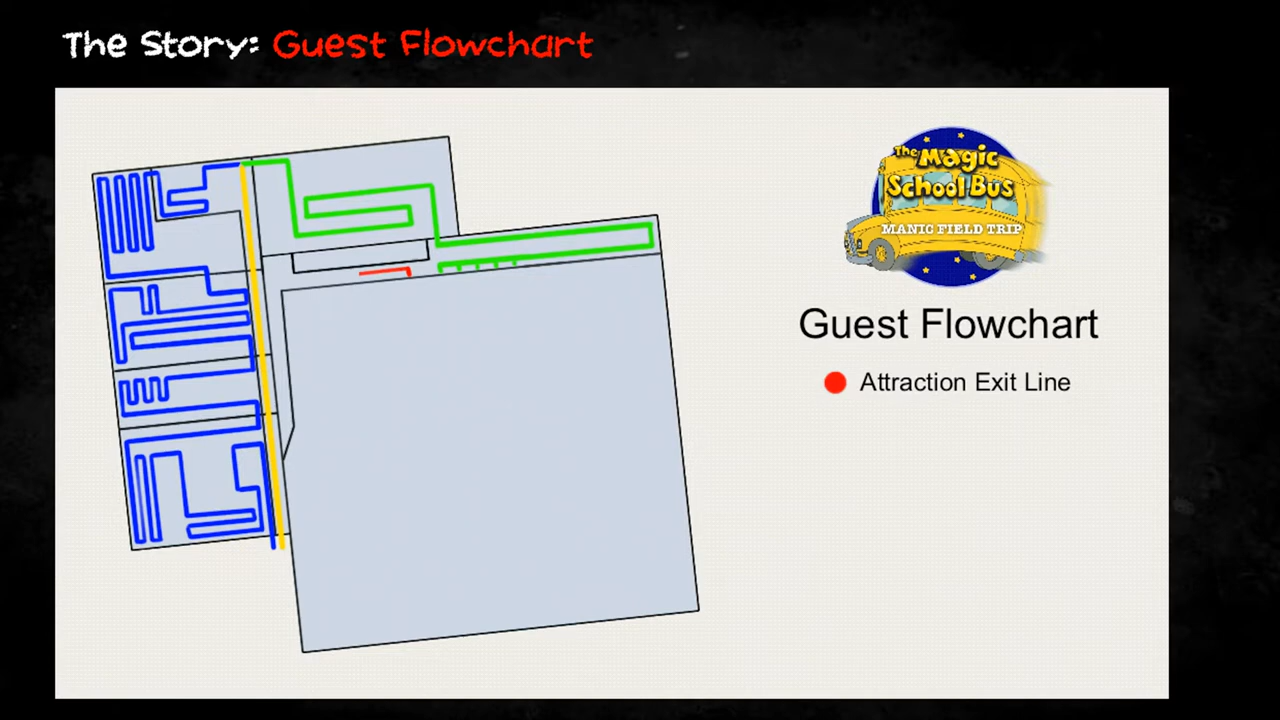 The Story: Guest Flowchart
The Magic
School Bus
MANIC FIELD TRIP
Guest Flowchart
Attraction Exit Line